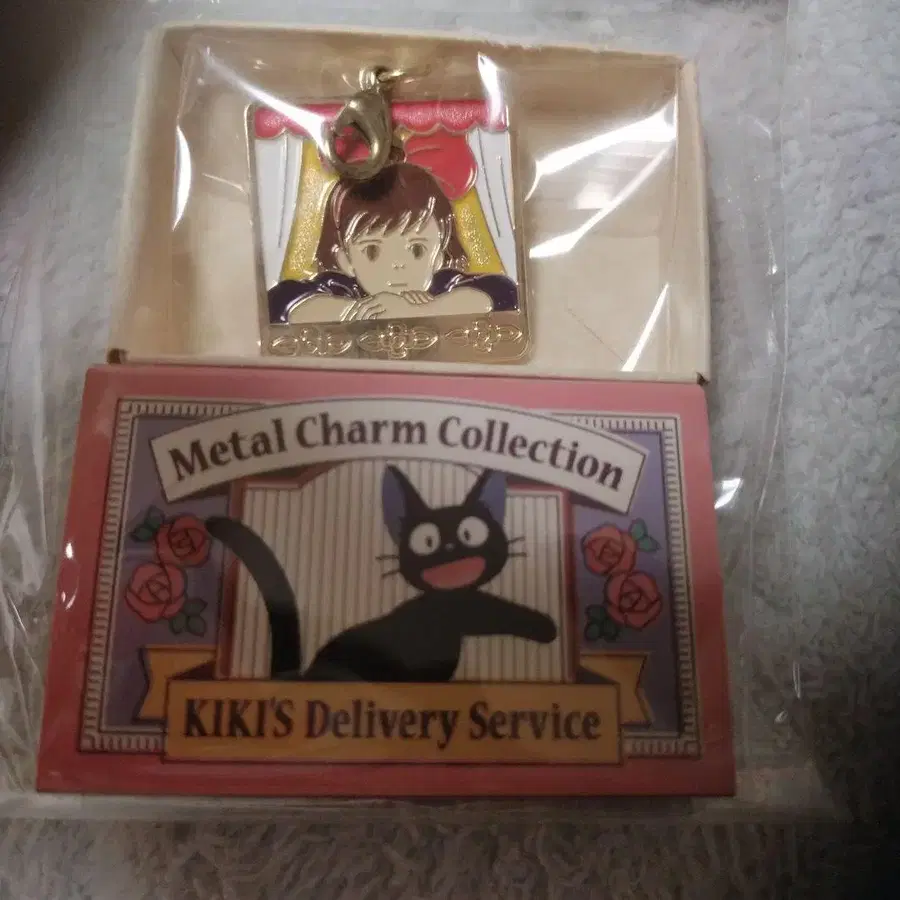 Metal Charm Collection
KIKI'S Delivery Service